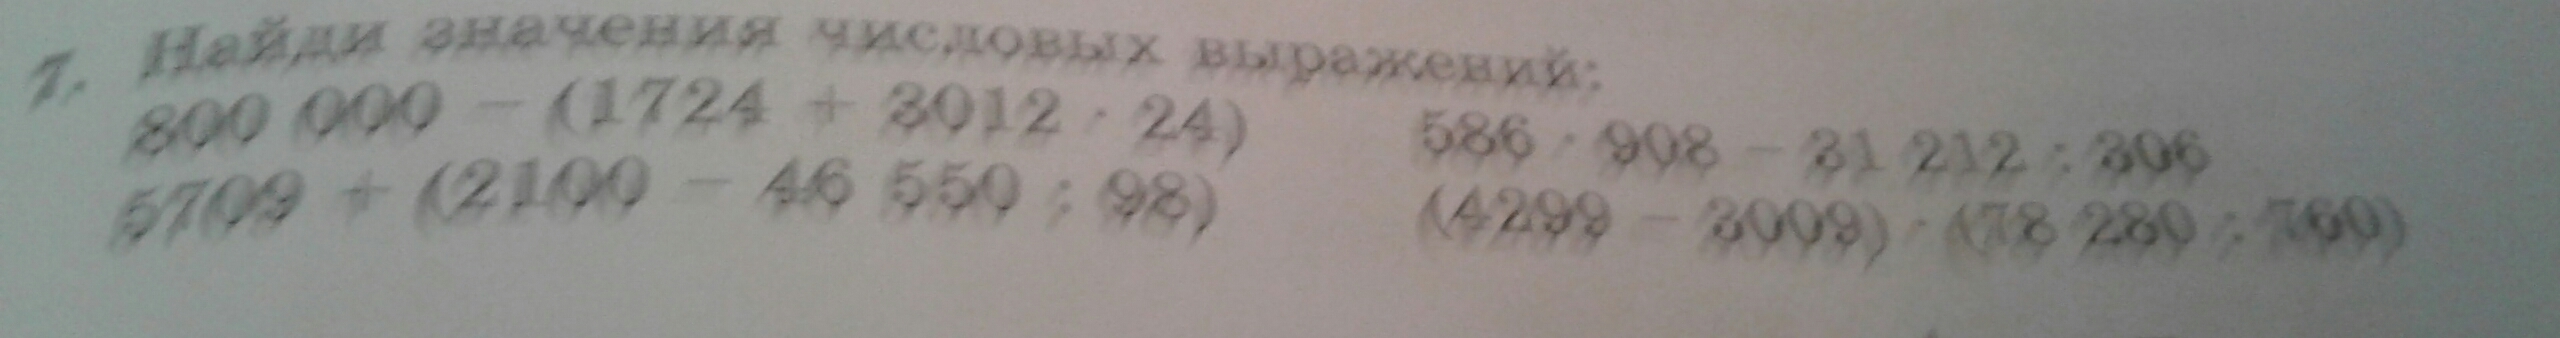 7. Найди значения числовых выражений:
800 000 − (1724 + 3012 · 24)
586 · 908 − 31 212 : 306
5709 + (2100 − 46 550 : 98)
(4299 − 3009) · (78 280 : 760)